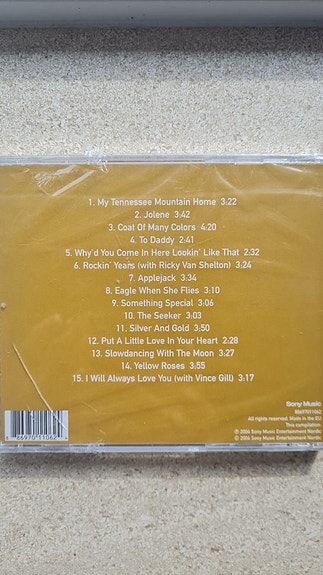 1. My Tennessee Mountain Home 3:22
2. Jolene 3:42
3. Coat Of Many Colors 4:20
4. To Daddy 2:41
5. Why'd You Come In Here Lookin' Like That 2:32
6. Rockin' Years (with Ricky Van Shelton) 3:24
7. Applejack 3:34
8. Eagle When She Flies 3:10
9. Something Special 3:06
10. The Seeker 3:03
11. Silver And Gold 3:50
12. Put A Little Love In Your Heart 2:28
13. Slowdancing With The Moon 3:27
14. Yellow Roses 3:55
15. I Will Always Love You (with Vince Gill) 3:17
Sony Music
86697011062
All rights reserved. Made in the EU
This compilation:
℗ 2006 Sony Music Entertainment Nordic
© 2006 Sony Music Entertainment Nordic